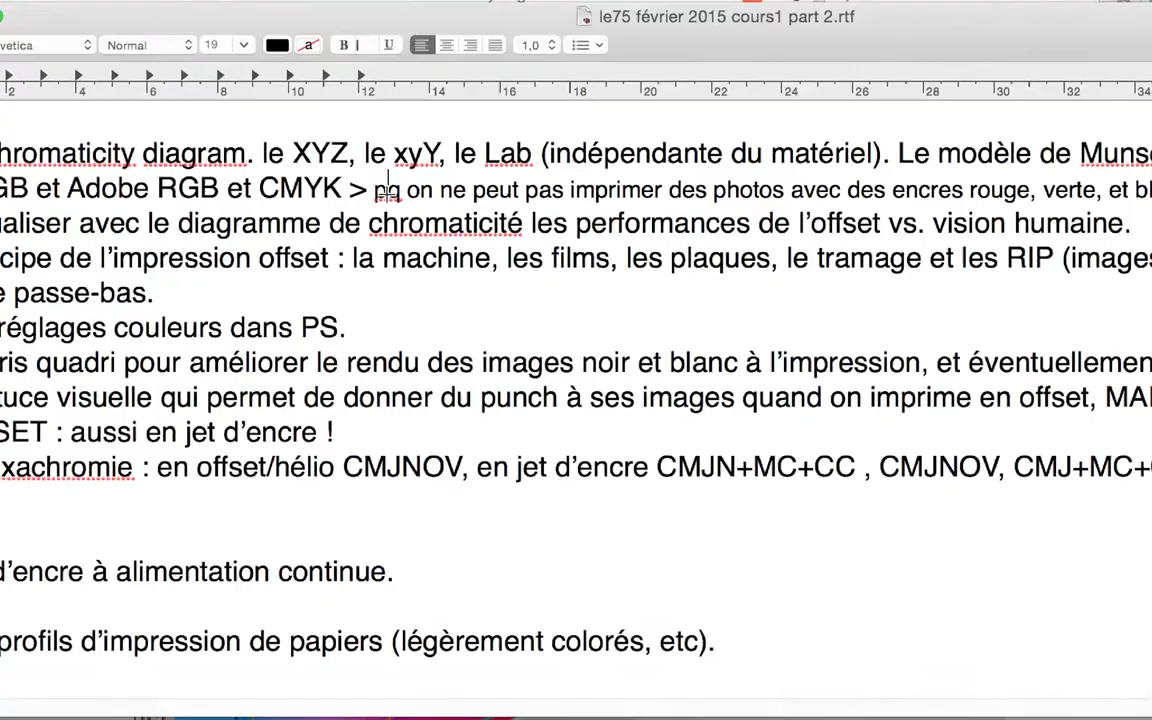 le75 février 2015 cours1 part 2.rtf
vetica Normal 19 a B I U 1,0
2 4 6 8 10 12 14 16 18 20 22 24 26 28 30 32 34
hromaticity diagram. le XYZ, le xyY, le Lab (indépendante du matériel). Le modèle de Munse
GB et Adobe RGB et CMYK > pq on ne peut pas imprimer des photos avec des encres rouge, verte, et bl
ualiser avec le diagramme de chromaticité les performances de l’offset vs. vision humaine.
cipe de l’impression offset : la machine, les films, les plaques, le tramage et les RIP (images
e passe-bas.
réglages couleurs dans PS.
ris quadri pour améliorer le rendu des images noir et blanc à l’impression, et éventuellemen
tuce visuelle qui permet de donner du punch à ses images quand on imprime en offset, MAI
SET : aussi en jet d’encre !
xachromie : en offset/hélio CMJNOV, en jet d’encre CMJN+MC+CC , CMJNOV, CMJ+MC+
d’encre à alimentation continue.
profils d’impression de papiers (légèrement colorés, etc).